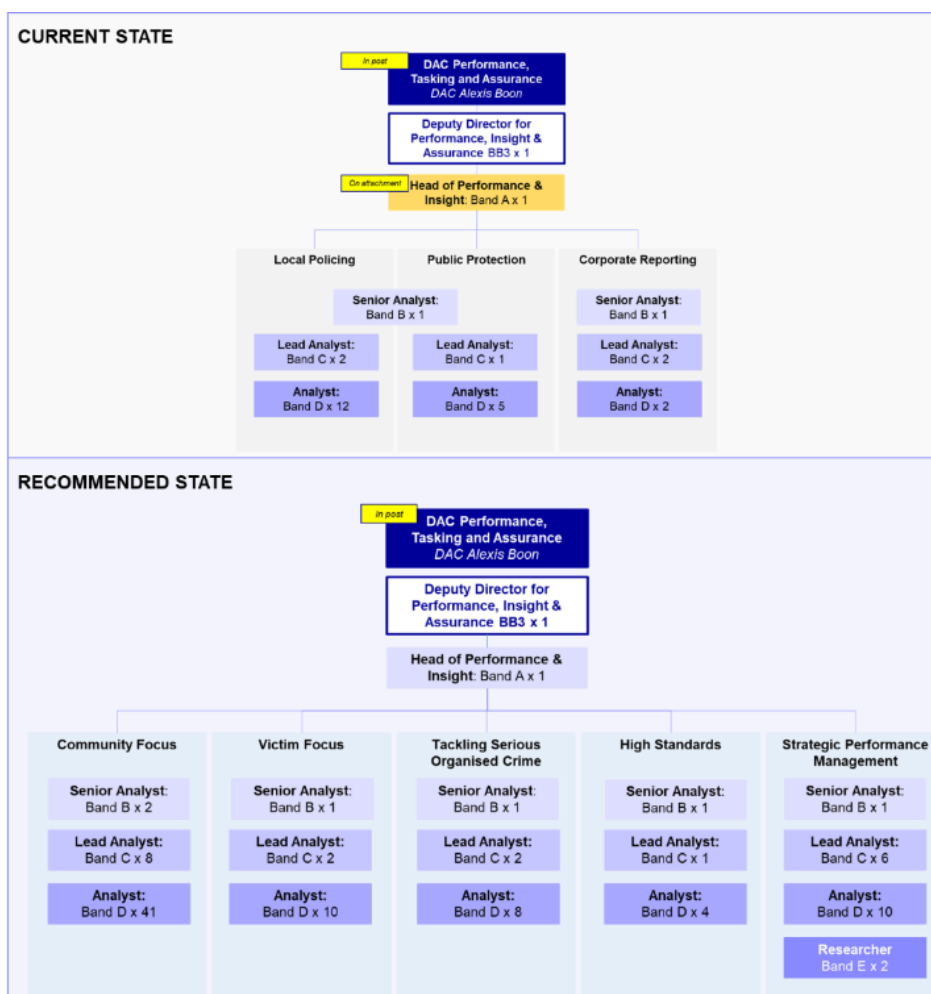 CURRENT STATE
In post
DAC Performance,
Tasking and Assurance
DAC Alexis Boon
Deputy Director for
Performance, Insight &
Assurance BB3 x 1
On attachment
Head of Performance &
Insight: Band A x 1
Local Policing
Public Protection
Corporate Reporting
Senior Analyst:
Band B x 1
Senior Analyst:
Band B x 1
Lead Analyst:
Band C x 2
Lead Analyst:
Band C x 1
Lead Analyst:
Band C x 2
Analyst:
Band D x 12
Analyst:
Band D x 5
Analyst:
Band D x 2
RECOMMENDED STATE
In post
DAC Performance,
Tasking and Assurance
DAC Alexis Boon
Deputy Director for
Performance, Insight &
Assurance BB3 x 1
Head of Performance &
Insight: Band A x 1
Community Focus
Victim Focus
Tackling Serious
Organised Crime
High Standards
Strategic Performance
Management
Senior Analyst:
Band B x 2
Senior Analyst:
Band B x 1
Senior Analyst:
Band B x 1
Senior Analyst:
Band B x 1
Senior Analyst:
Band B x 1
Lead Analyst:
Band C x 8
Lead Analyst:
Band C x 2
Lead Analyst:
Band C x 2
Lead Analyst:
Band C x 1
Lead Analyst:
Band C x 6
Analyst:
Band D x 41
Analyst:
Band D x 10
Analyst:
Band D x 8
Analyst:
Band D x 4
Analyst:
Band D x 10
Researcher
Band E x 2